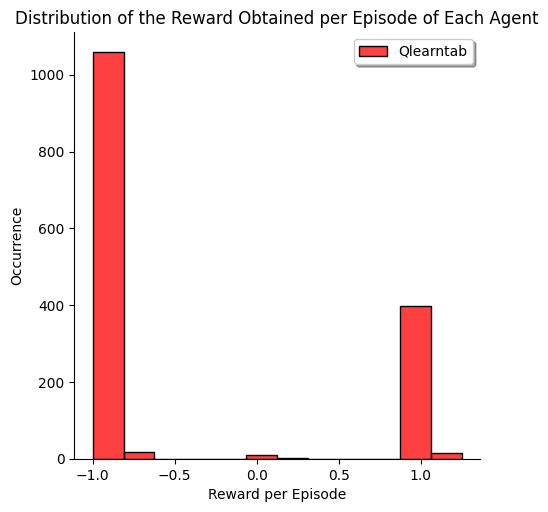 Distribution of the Reward Obtained per Episode of Each Agent
Qlearntab
1000
800
600
400
200
0
Occurrence
−1.0 −0.5 0.0 0.5 1.0
Reward per Episode